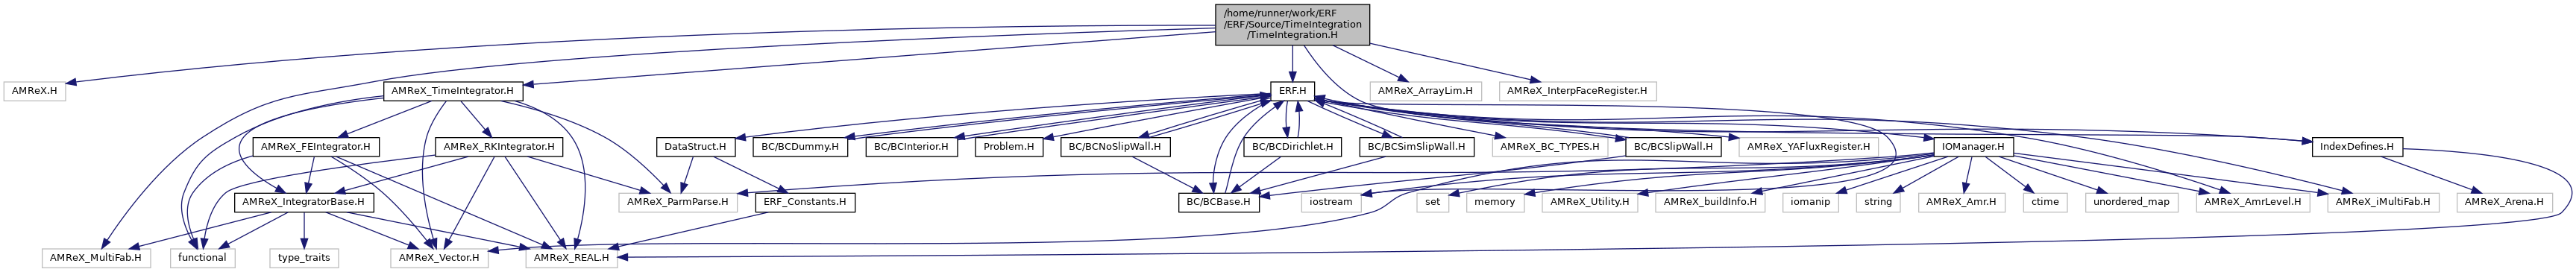 /home/runner/work/ERF
/ERF/Source/TimeIntegration
/TimeIntegration.H
AMReX.H
AMReX_TimeIntegrator.H
ERF.H
AMReX_ArrayLim.H
AMReX_InterpFaceRegister.H
AMReX_FEIntegrator.H
AMReX_RKIntegrator.H
DataStruct.H
BC/BCDummy.H
BC/BCInterior.H
Problem.H
BC/BCNoSlipWall.H
BC/BCDirichlet.H
BC/BCSimSlipWall.H
AMReX_BC_TYPES.H
BC/BCSlipWall.H
AMReX_YAFluxRegister.H
IOManager.H
IndexDefines.H
AMReX_IntegratorBase.H
AMReX_ParmParse.H
ERF_Constants.H
BC/BCBase.H
iostream
set
memory
AMReX_Utility.H
AMReX_buildInfo.H
iomanip
string
AMReX_Amr.H
ctime
unordered_map
AMReX_AmrLevel.H
AMReX_iMultiFab.H
AMReX_Arena.H
AMReX_MultiFab.H
functional
type_traits
AMReX_Vector.H
AMReX_REAL.H